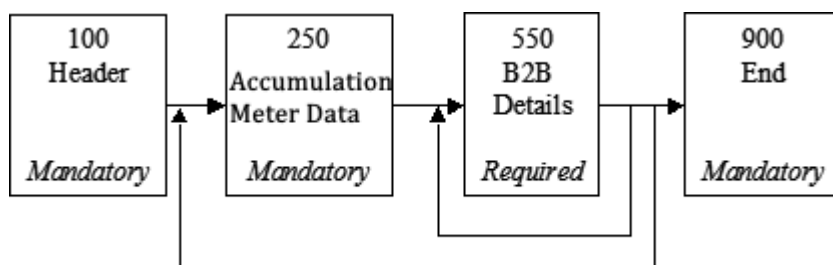 100
Header
Mandatory
250
Accumulation
Meter Data
Mandatory
550
B2B
Details
Required
900
End
Mandatory